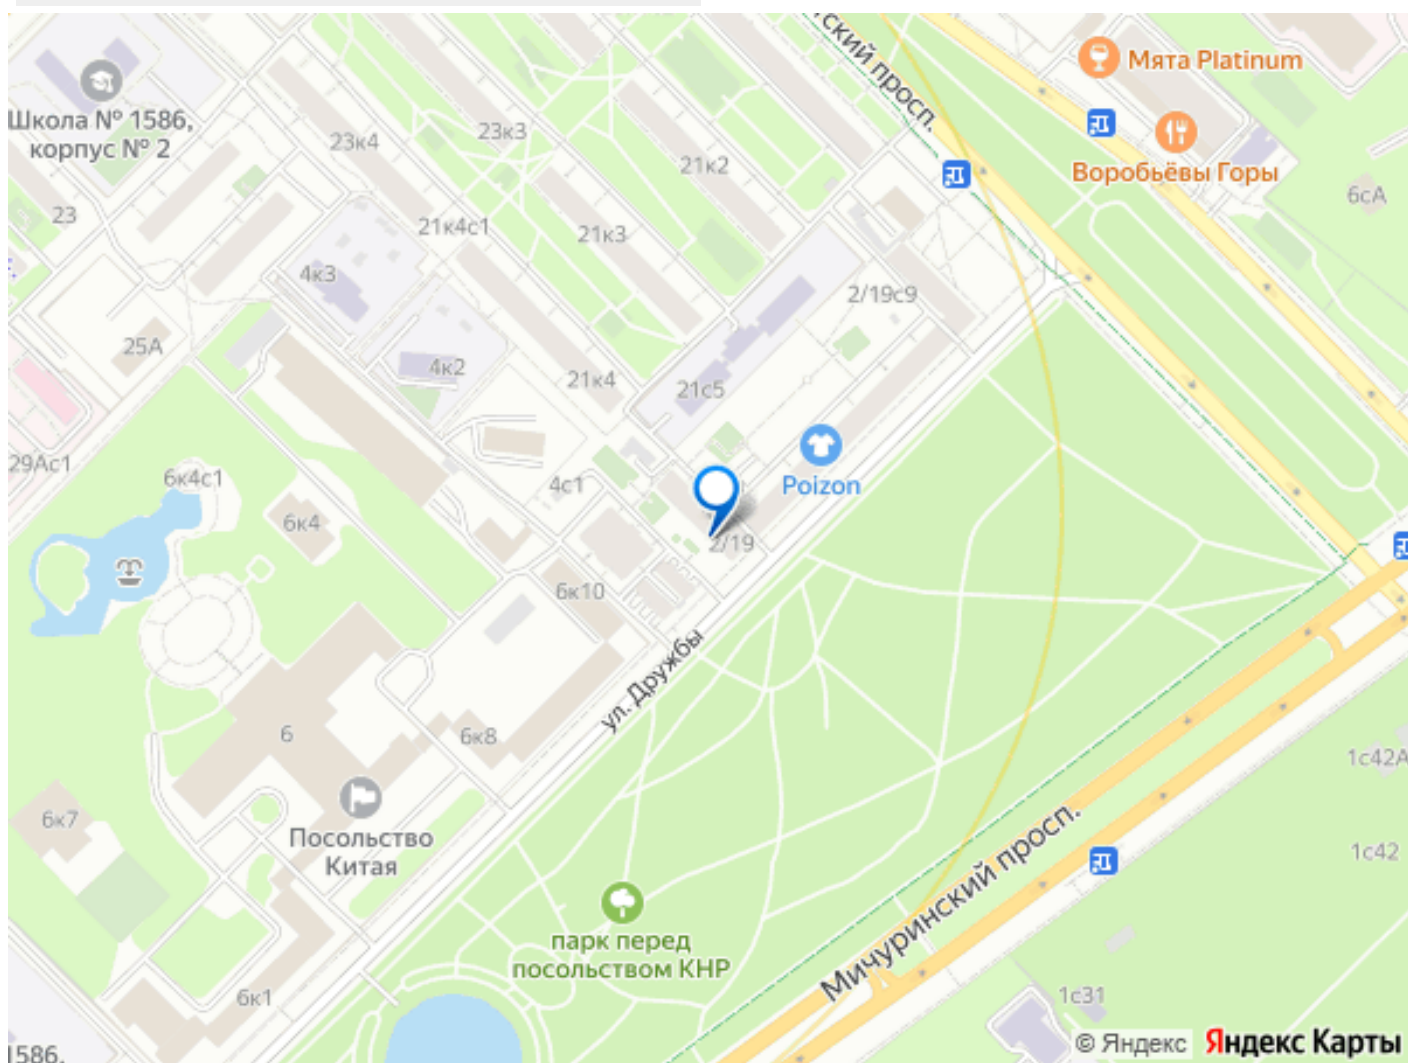 тский просп.
Мята Platinum
Воробьёвы Горы
Школа № 1586,
корпус № 2
23к4
23к3
21к2
6сА
23
21к4с1
21к3
4к3
2/19с9
25А
4к2
21к4
21с5
29Ас1
6к4с1
4с1
Poizon
6к4
2/19
6к10
ул. Дружбы
6
6к8
1с42А
6к7
Посольство
Китая
1с42
Мичуринский просп.
парк перед
посольством КНР
6к1
1с31
1586,
© Яндекс
Яндекс Карты